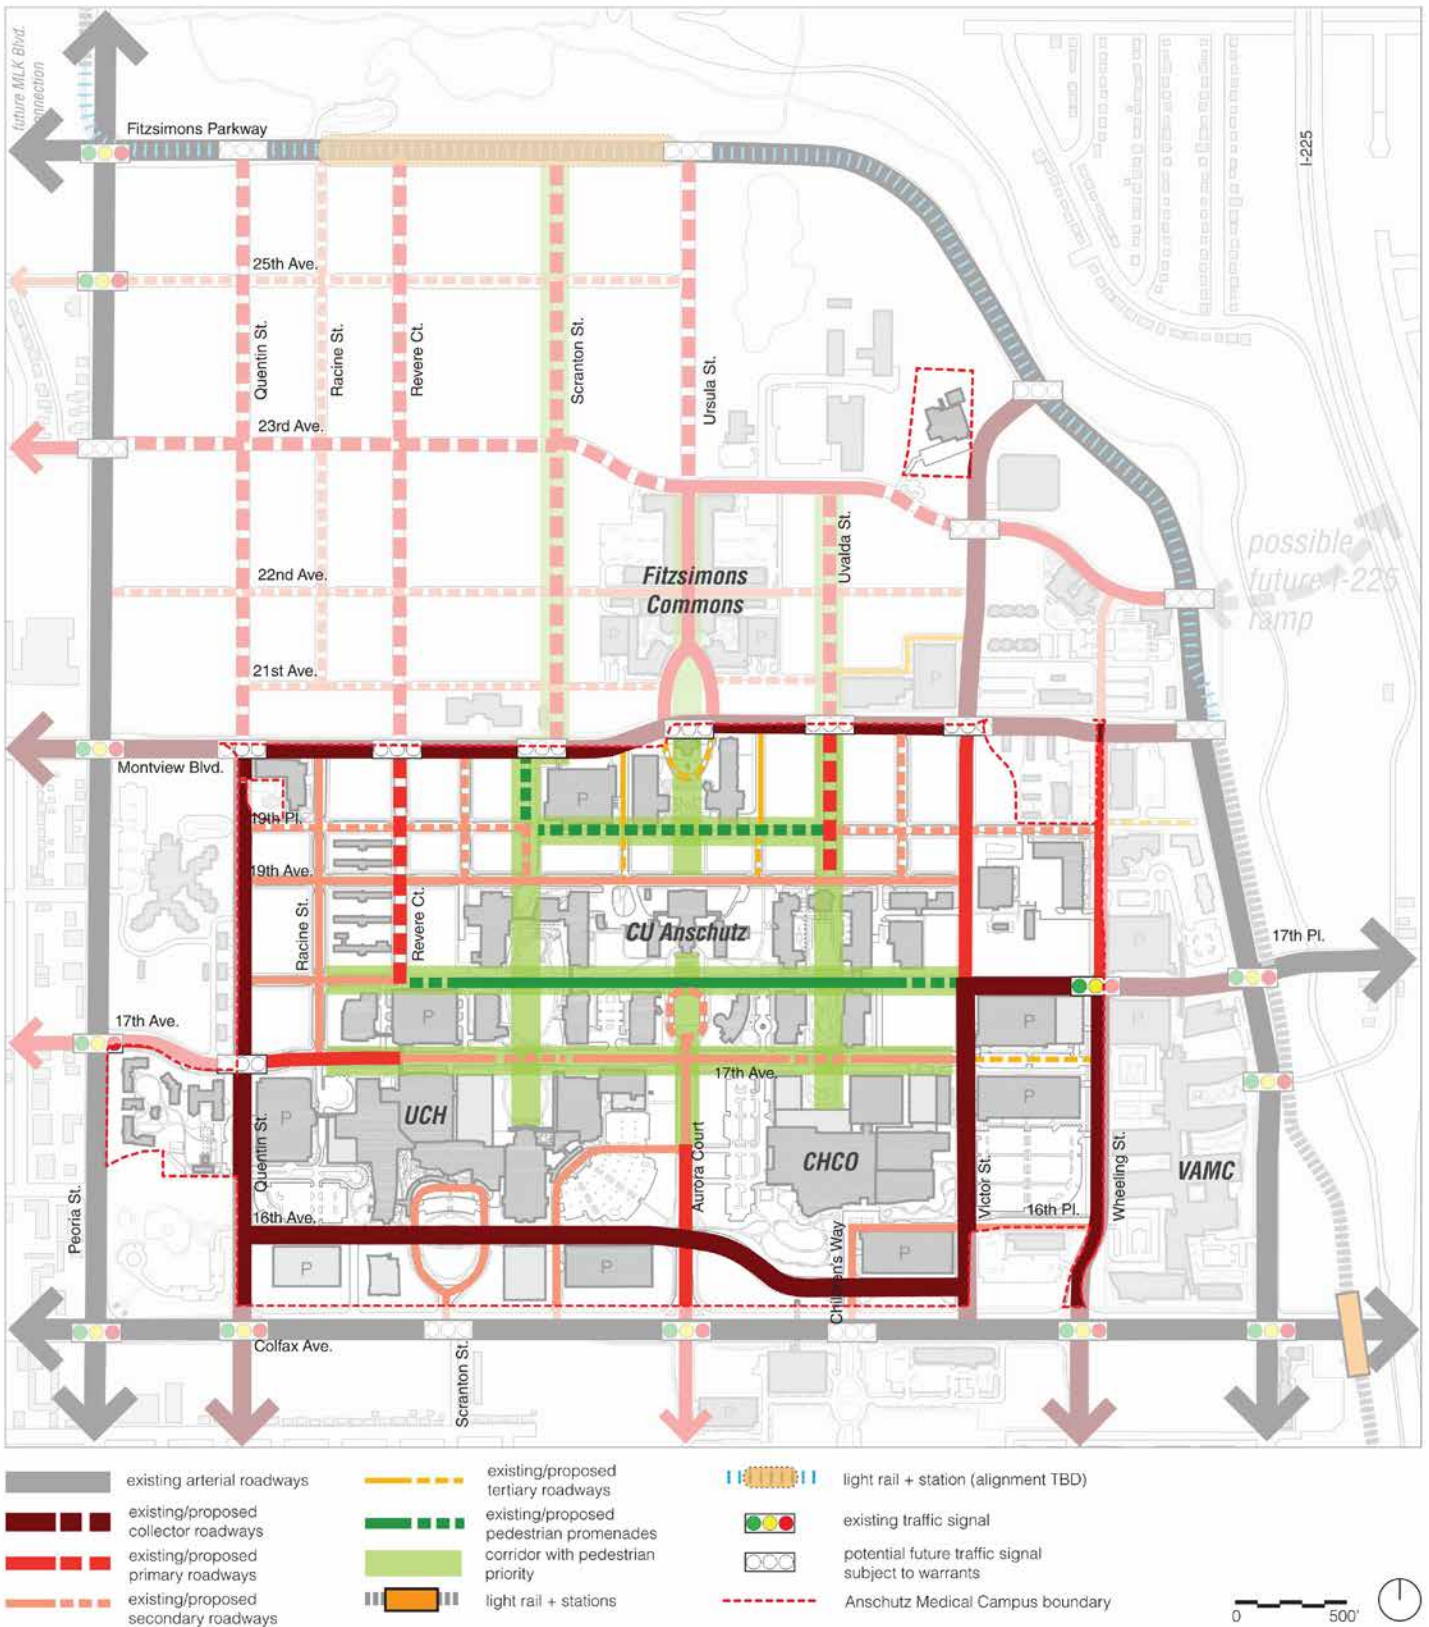 future MLK Blvd.
connection
Fitzsimons Parkway
I-225
25th Ave.
Quentin St.
Racine St.
Revere Ct.
Scranton St.
Ursula St.
23rd Ave.
Uvalda St.
possible
future I-225
ramp
22nd Ave.
Fitzsimons
Commons
P
P
P
21st Ave.
Montview Blvd.
P
19th Pl.
19th Ave.
Racine St.
Revere Ct.
CU Anschutz
17th Pl.
P
P
17th Ave.
17th Ave.
P
P
UCH
Quentin St.
Aurora Court
CHCO
Victor St.
Wheeling St.
VAMC
Peoria St.
16th Ave.
16th Pl.
Children's Way
P
P
P
Colfax Ave.
Scranton St.
P
existing arterial roadways
existing/proposed
collector roadways
existing/proposed
primary roadways
existing/proposed
secondary roadways
existing/proposed
tertiary roadways
existing/proposed
pedestrian promenades
corridor with pedestrian
priority
light rail + stations
light rail + station (alignment TBD)
existing traffic signal
potential future traffic signal
subject to warrants
Anschutz Medical Campus boundary
0 500'